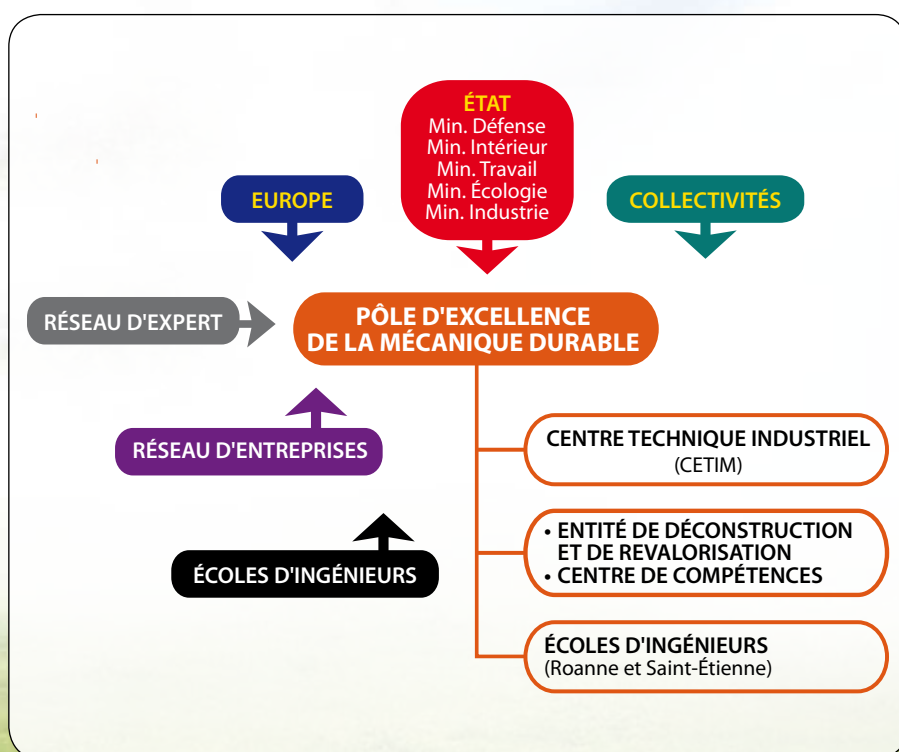 ÉTAT
Min. Défense
Min. Intérieur
Min. Travail
Min. Écologie
Min. Industrie
EUROPE
COLLECTIVITÉS
RÉSEAU D'EXPERT
PÔLE D'EXCELLENCE
DE LA MÉCANIQUE DURABLE
RÉSEAU D'ENTREPRISES
CENTRE TECHNIQUE INDUSTRIEL
(CETIM)
• ENTITÉ DE DÉCONSTRUCTION
ET DE REVALORISATION
• CENTRE DE COMPÉTENCES
ÉCOLES D'INGÉNIEURS
ÉCOLES D'INGÉNIEURS
(Roanne et Saint-Étienne)